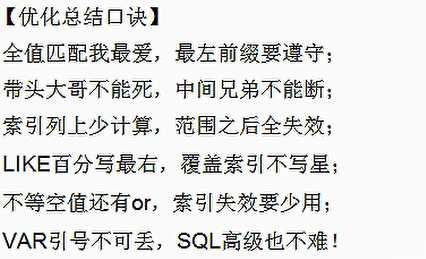 【优化总结口诀】
全值匹配我最爱，最左前缀要遵守；
带头大哥不能死，中间兄弟不能断；
索引列上少计算，范围之后全失效；
LIKE百分写最右，覆盖索引不写星；
不等空值还有or，索引失效要少用；
VAR引号不可丢，SQL高级也不难！